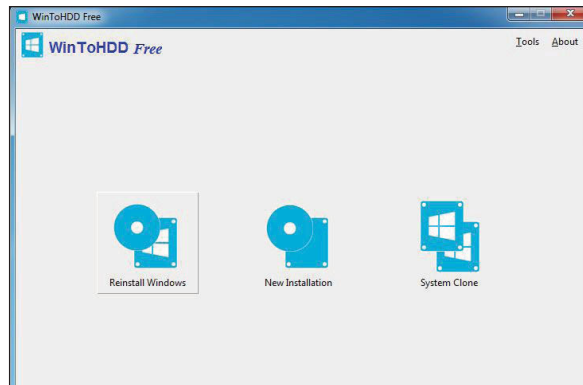 WinToHDD Free
WinToHDD Free
Tools About
Reinstall Windows
New Installation
System Clone